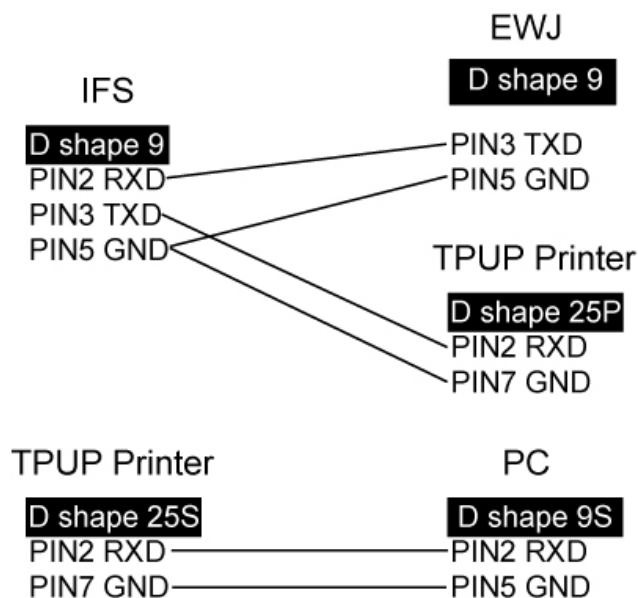 IFS
D shape 9
PIN2 RXD
PIN3 TXD
PIN5 GND
EWJ
D shape 9
PIN3 TXD
PIN5 GND
TPUP Printer
D shape 25P
PIN2 RXD
PIN7 GND
TPUP Printer
D shape 25S
PIN2 RXD
PIN7 GND
PC
D shape 9S
PIN2 RXD
PIN5 GND